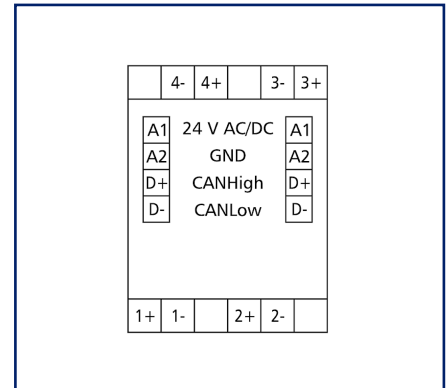 4- 4+ 3- 3+
A1 24 V AC/DC A1
A2 GND A2
D+ CANHigh D+
D- CANLow D-
1+ 1- 2+ 2-